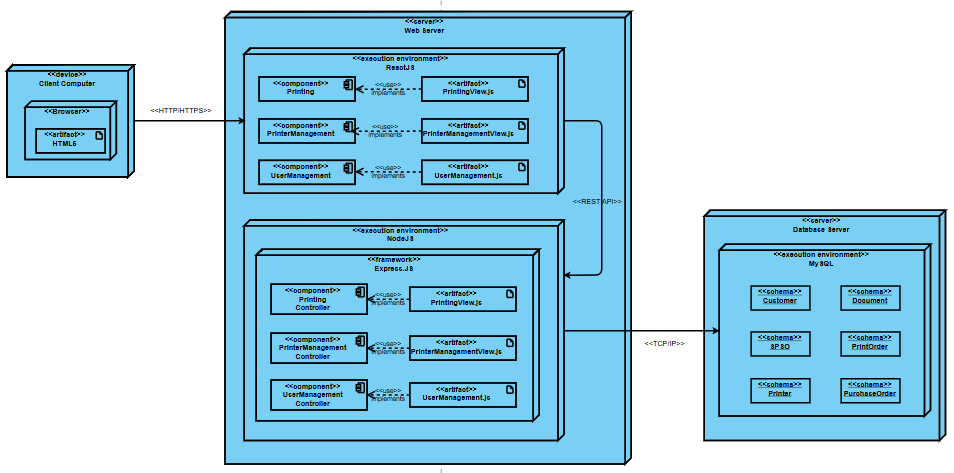 <<device>>
Client Computer
<<Browser>>
<<artifact>>
HTML5
<<HTTP/HTTPS>>
<<server>>
Web Server
<<execution environment>>
ReactJS
<<component>>
Printing
<<use>>
implements
<<artifact>>
PrintingView.js
<<component>>
PrinterManagement
<<use>>
implements
<<artifact>>
PrinterManagementView.js
<<component>>
UserManagement
<<use>>
implements
<<artifact>>
UserManagement.js
<<REST API>>
<<execution environment>>
NodeJS
<<framework>>
Express.JS
<<component>>
Printing
Controller
<<use>>
implements
<<artifact>>
PrintingView.js
<<component>>
PrinterManagement
Controller
<<use>>
implements
<<artifact>>
PrinterManagementView.js
<<component>>
UserManagement
Controller
<<use>>
implements
<<artifact>>
UserManagement.js
<<TCP/IP>>
<<server>>
Database Server
<<execution environment>>
MySQL
<<schema>>
Customer
<<schema>>
Document
<<schema>>
SPSO
<<schema>>
PrintOrder
<<schema>>
Printer
<<schema>>
PurchaseOrder